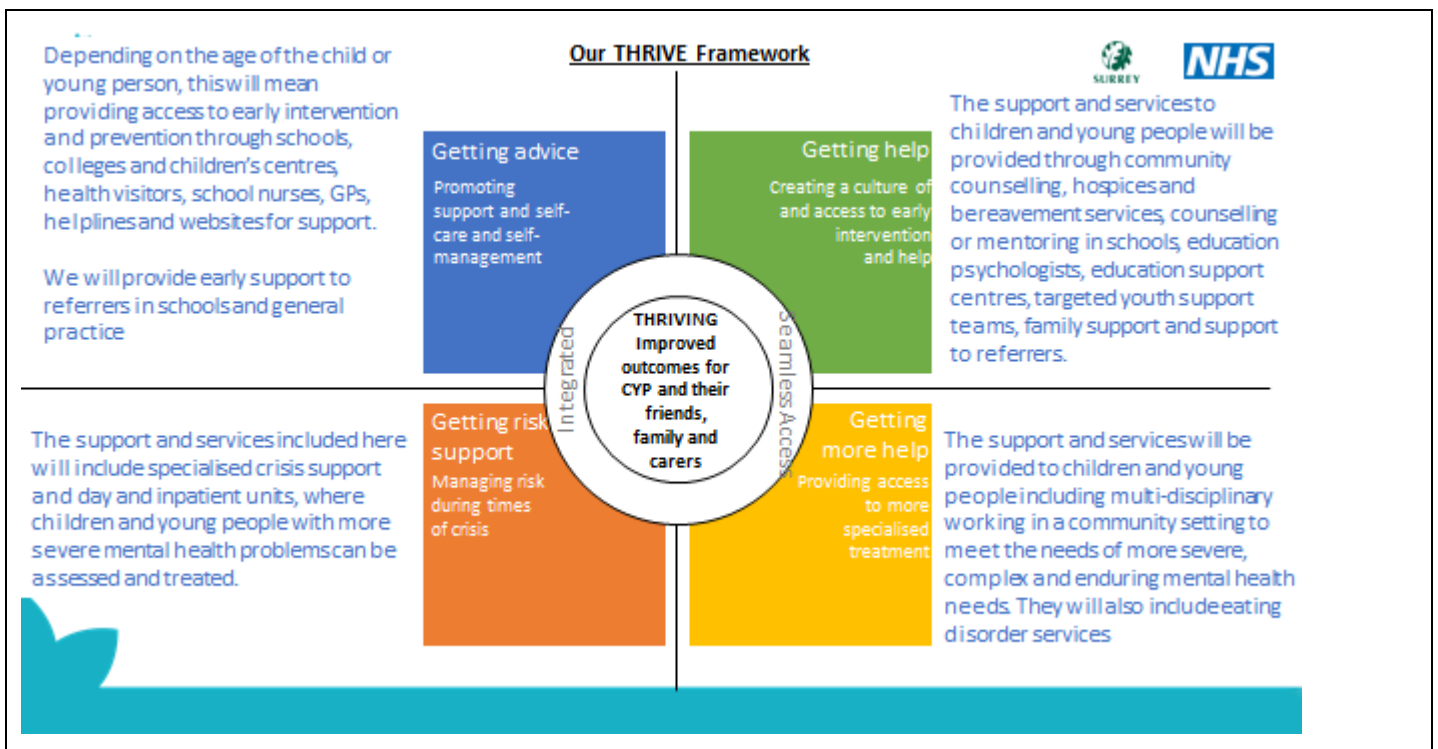 Our THRIVE Framework
SURREY
NHS
Depending on the age of the child or
young person, this will mean
providing access to early intervention
and prevention through schools,
colleges and children's centres,
health visitors, school nurses, GPs,
helplines and websites for support.
We will provide early support to
referrers in schools and general
practice
Getting advice
Promoting
support and self-
care and self-
management
Getting help
Creating a culture of
and access to early
intervention
and help
The support and services to
children and young people will be
provided through community
counselling, hospices and
bereavement services, counselling
or mentoring in schools, education
psychologists, education support
centres, targeted youth support
teams, family support and support
to referrers.
Integrated
THRIVING
Improved
outcomes for
CYP and their
friends,
family and
carers
Seamless Access
The support and services included here
will include specialised crisis support
and day and inpatient units, where
children and young people with more
severe mental health problems can be
assessed and treated.
Getting risk
support
Managing risk
during times
of crisis
Getting
more help
Providing access
to more
specialised
treatment
The support and services will be
provided to children and young
people including multi-disciplinary
working in a community setting to
meet the needs of more severe,
complex and enduring mental health
needs. They will also include eating
disorder services